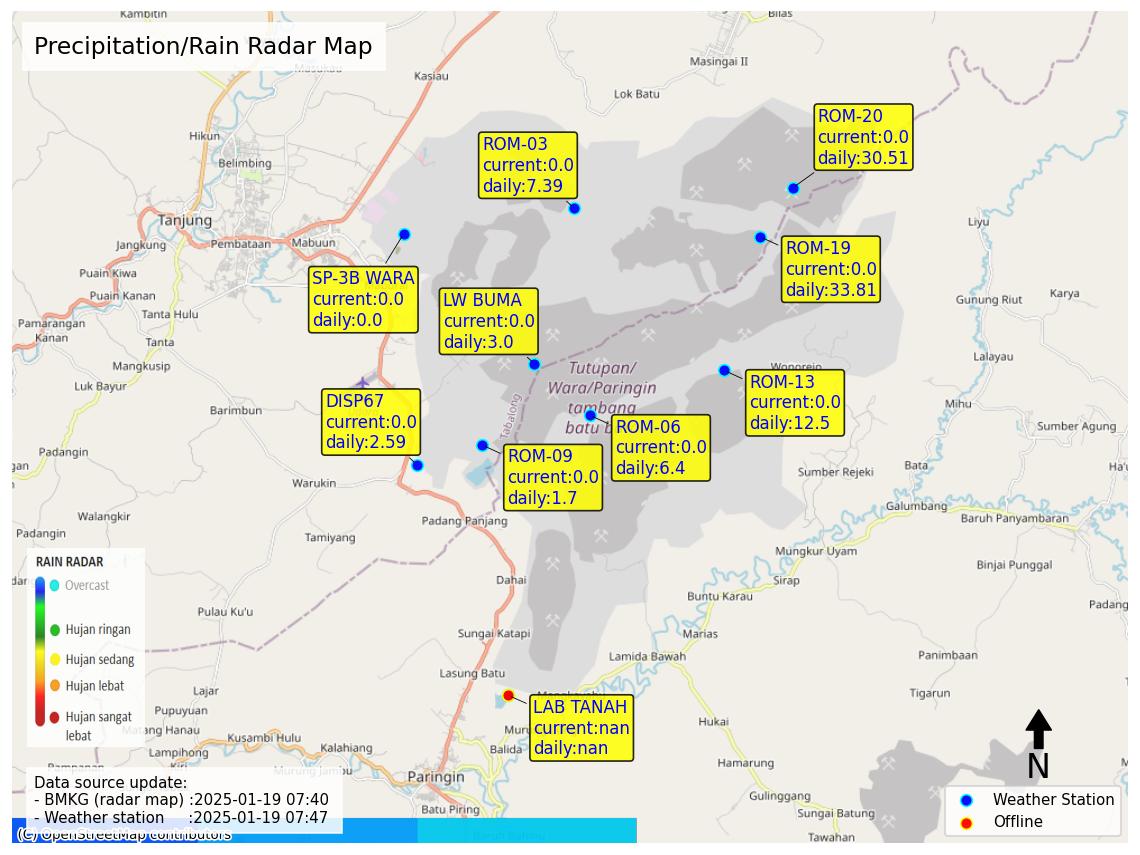 Precipitation/Rain Radar Map
Kambitin
Bilas
Masukau
Kasiau
Masingai II
Lok Batu
ROM-20
current:0.0
daily:30.51
ROM-03
current:0.0
daily:7.39
Hikun
Belimbing
Tanjung
Jangkung
Pembataan
Mabuun
Liyu
ROM-19
current:0.0
daily:33.81
SP-3B WARA
current:0.0
daily:0.0
Puain Kiwa
Puain Kanan
Tanta Hulu
LW BUMA
current:0.0
daily:3.0
Gunung Riut
Karya
Pamarangan
Kanan
Tanta
Mangkusip
Luk Bayur
Lalayau
Wonorejo
Tutupan/
Wara/Paringin
tambang
batu b
ROM-13
current:0.0
daily:12.5
Barimbun
DISP67
current:0.0
daily:2.59
Tabalong
ROM-06
current:0.0
daily:6.4
Mihu
Sumber Agung
ROM-09
current:0.0
daily:1.7
gan
Padangin
Warukin
Sumber Rejeki
Bata
Batu
Galumbang
Walangkir
Padangin
Padang Panjang
Baruh Panyambaran
Tamiyang
Mungkur Uyam
Binjai Punggal
RAIN RADAR
Overcast
Hujan ringan
Hujan sedang
Hujan lebat
Hujan sangat
lebat
Dahai
Sirap
Buntu Karau
Padang
Pulau Ku'u
Sungai Katapi
Marias
Lamida Bawah
Panimbaan
Lasung Batu
Lajar
Tigarun
Pupuyuan
LAB TANAH
current:nan
daily:nan
Matang Hanau
Kusambi Hulu
Kalahiang
Lampihong
Balida
Hukai
Murung Jambu
Paringin
Hamarung
N
Batu Piring
Gulinggang
Sungai Batung
Tawahan
Data source update:
- BMKG (radar map) :2025-01-19 07:40
- Weather station :2025-01-19 07:47
(C) OpenStreetMap contributors
Weather Station
Offline